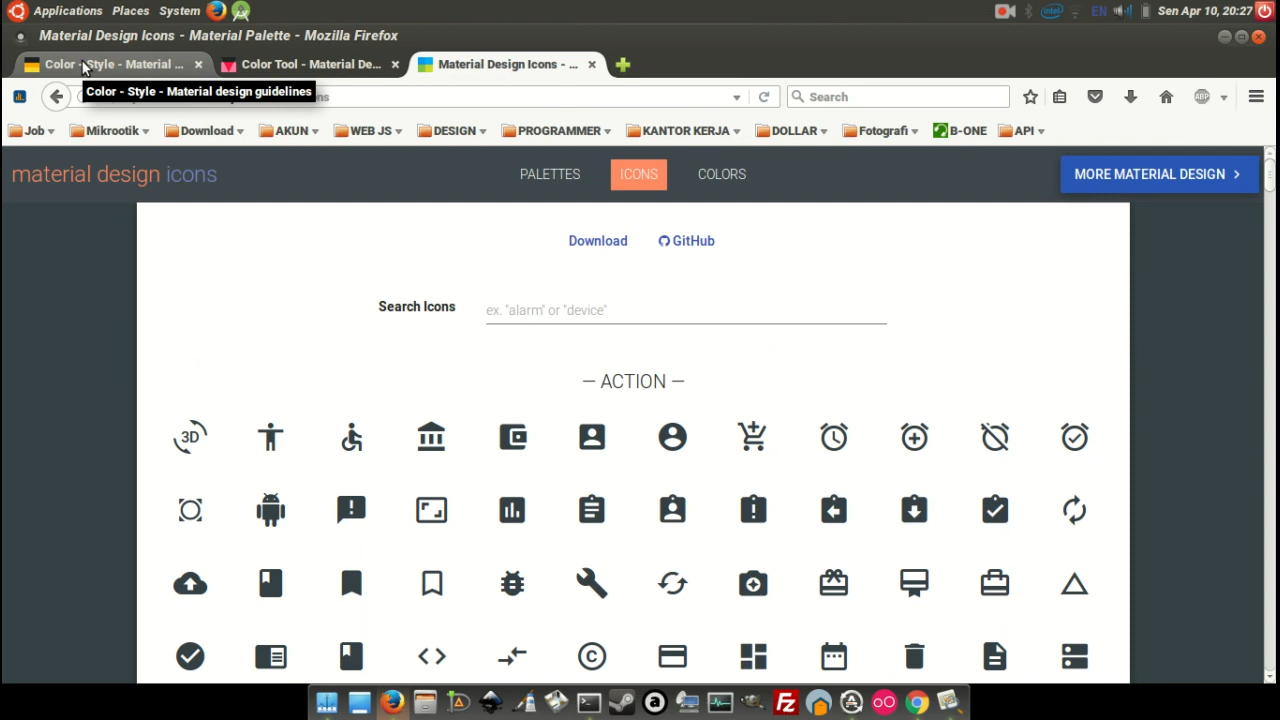 Applications Places System EN Sen Apr 10, 20:27
Material Design Icons - Material Palette - Mozilla Firefox
Color - Style - Material ... Color Tool - Material De... Material Design Icons - ...
Color - Style - Material design guidelines
Search ABP
Job Mikrootik Download AKUN WEB JS DESIGN PROGRAMMER KANTOR KERJA DOLLAR Fotografi B-ONE API
material design icons PALETTES ICONS COLORS MORE MATERIAL DESIGN
Download GitHub
Search Icons ex. "alarm" or "device"
— ACTION —
3D